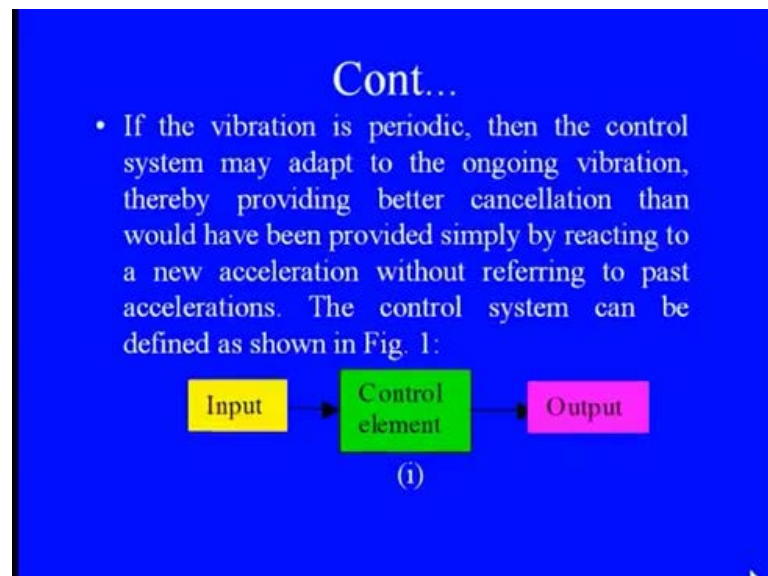 Cont...
• If the vibration is periodic, then the control
system may adapt to the ongoing vibration,
thereby providing better cancellation than
would have been provided simply by reacting to
a new acceleration without referring to past
accelerations. The control system can be
defined as shown in Fig. 1:
Input
Control
element
Output
(i)